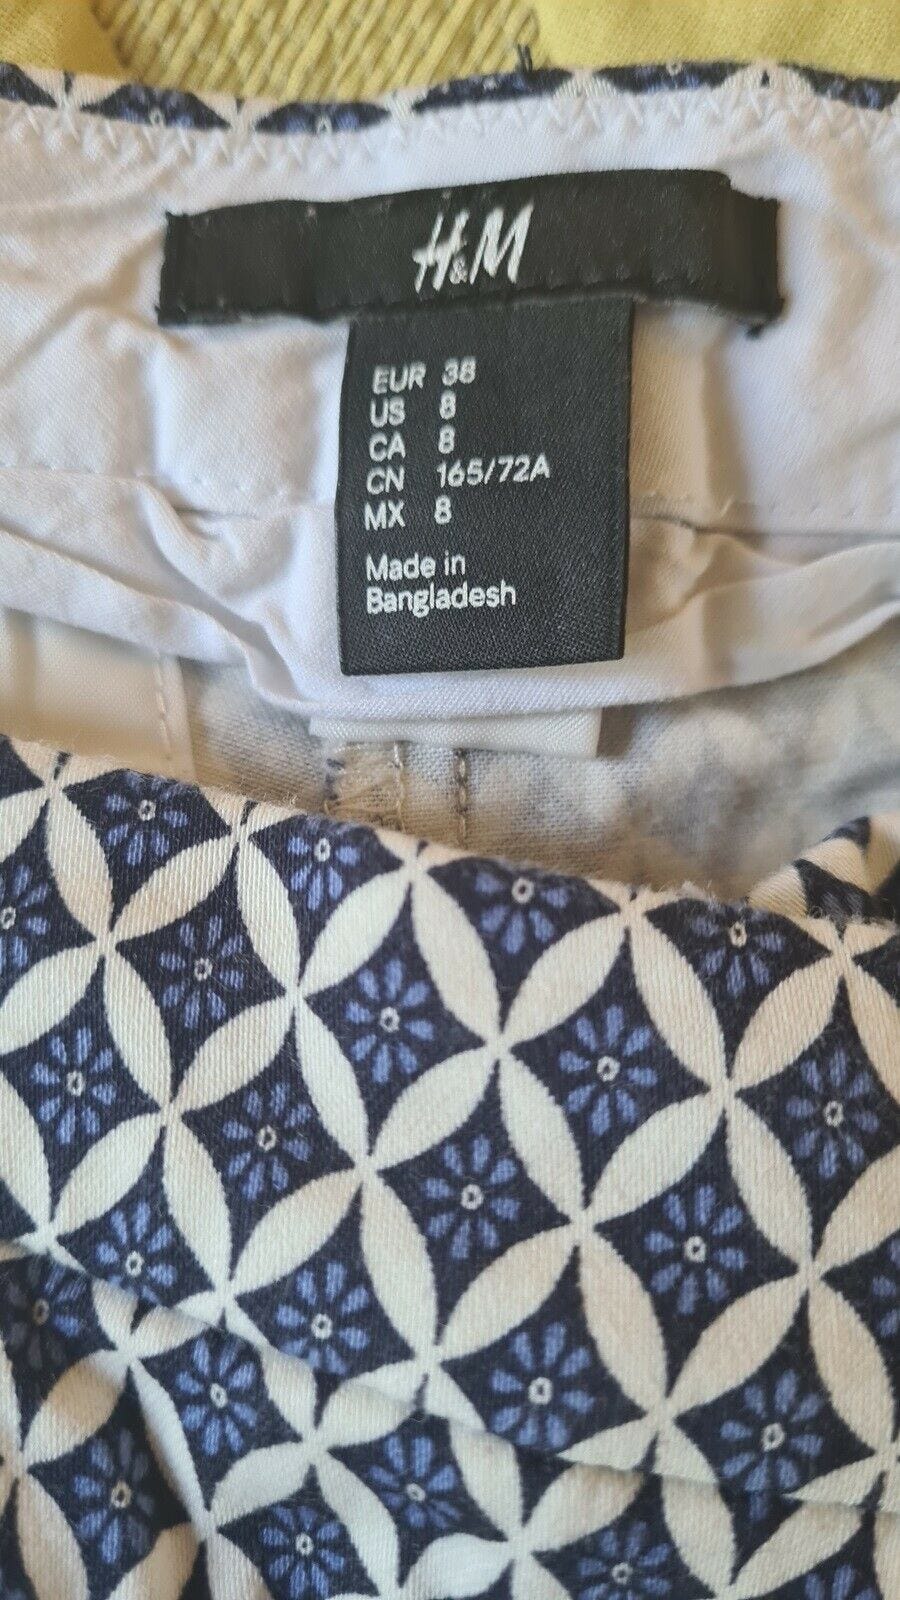 H&M
EUR 38
US 8
CA 8
CN 165/72A
MX 8
Made in
Bangladesh